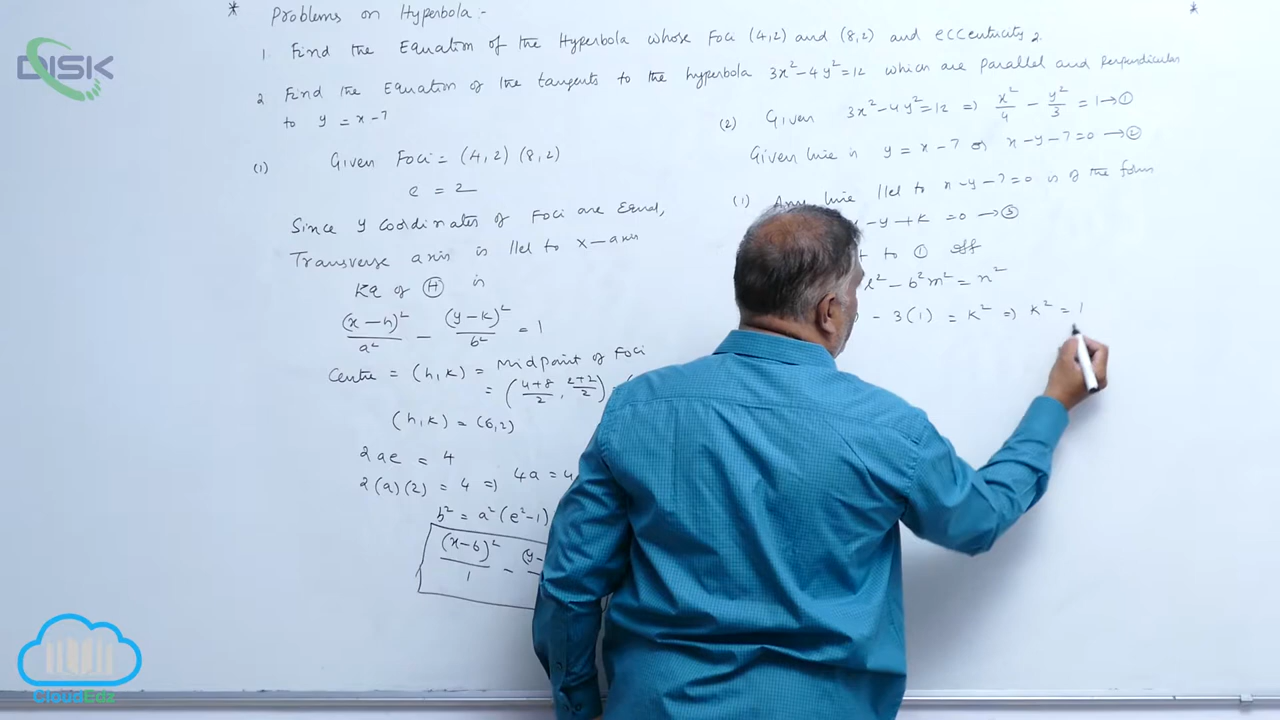 DISK
* Problems on Hyperbola :- *
1. Find the Equation of the Hyperbola whose Foci (4,2) and (8,2) and eccentricity 2.
2 Find the Equation of the tangents to the hyperbola 3x²-4y²=12 which are parallel and perpendicular
to y = x-7
(1) Given Foci = (4,2) (8,2)
e = 2
Since y coordinates of Foci are Equal,
Transverse axis is llel to x-axis
Eq of (H) is
(x-h)²/a² - (y-k)²/b² = 1
Centre = (h,k) = Midpoint of Foci
= (4+8/2, 2+2/2) =
(h,k) = (6,2)
2ae = 4
2(a)(2) = 4 ⇒ 4a = 4
b² = a²(e²-1)
(x-6)²/1 - (y-
(2) Given 3x²-4y²=12 ⇒ x²/4 - y²/3 = 1→①
Given line is y = x-7 or x-y-7=0→②
(1) Any line llel to x-y-7=0 is of the form
x-y+k =0→③
to ① iff
l²-b²m² = n²
- 3(1) = k² ⇒ k² = 1
CloudEdz